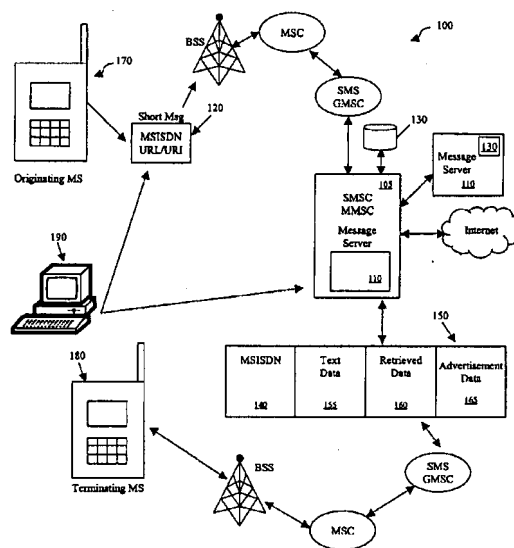 100
170
BSS
MSC
SMS
GMSC
Short Msg
MSISDN
URL/URI
120
Originating MS
130
105
SMSC
MMSC
Message
Server
110
130
Message
Server
110
Internet
190
150
MSISDN
140
Text
Data
155
Retrieved
Data
160
Advertisement
Data
165
180
Terminating MS
BSS
MSC
SMS
GMSC